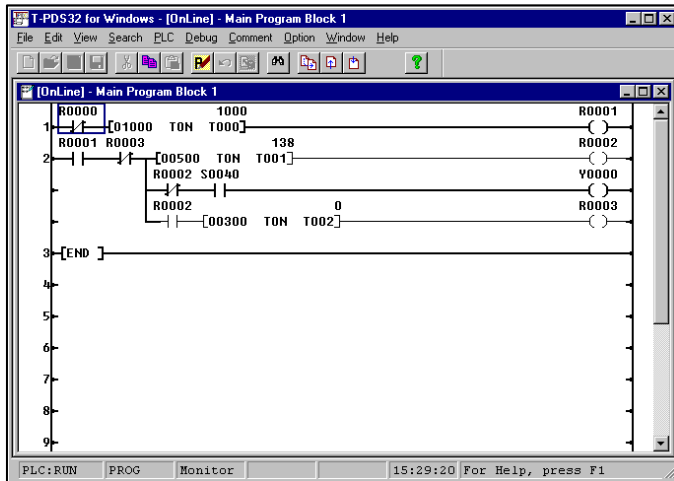 T-PDS32 for Windows - [OnLine] - Main Program Block 1
File Edit View Search PLC Debug Comment Option Window Help
[OnLine] - Main Program Block 1
R0000 1000 R0001
1 [01000 TON T000] ( )
R0001 R0003 138 R0002
2 [00500 TON T001] ( )
R0002 S0040 Y0000
( )
R0002 0 R0003
[00300 TON T002] ( )
3 [END ]
4
5
6
7
8
9
PLC:RUN PROG Monitor 15:29:20 For Help, press F1